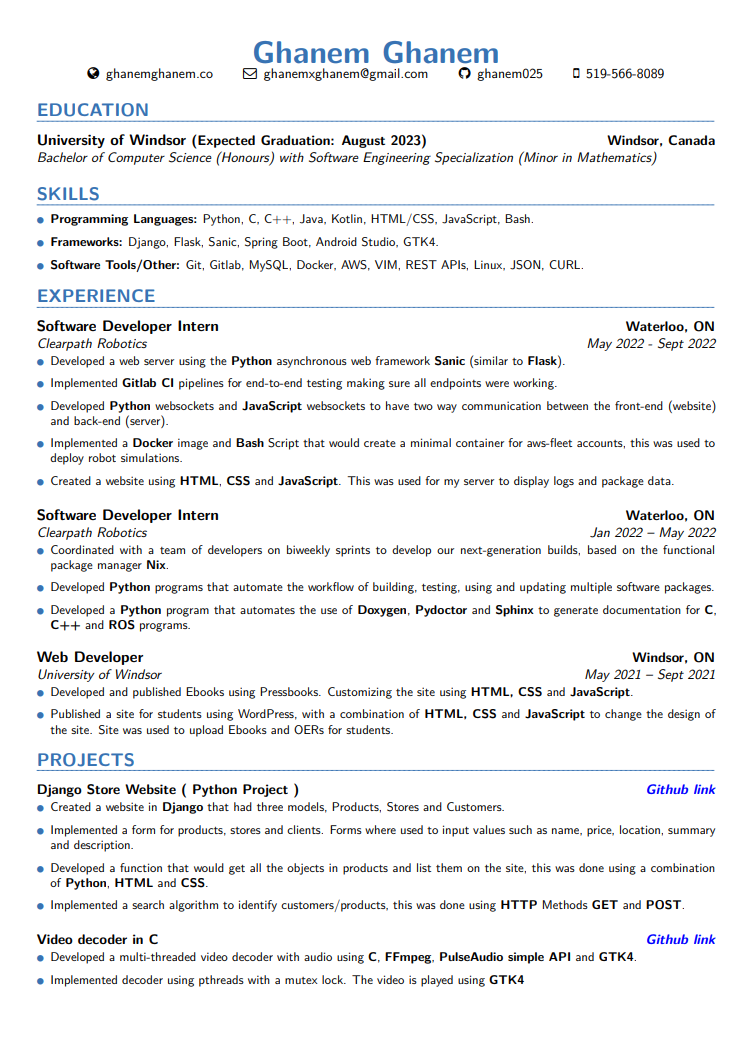 Ghanem Ghanem
ghanemghanem.co ghanemxghanem@gmail.com ghanem025 519-566-8089
EDUCATION
University of Windsor (Expected Graduation: August 2023) Windsor, Canada
Bachelor of Computer Science (Honours) with Software Engineering Specialization (Minor in Mathematics)
SKILLS
Programming Languages: Python, C, C++, Java, Kotlin, HTML/CSS, JavaScript, Bash.
Frameworks: Django, Flask, Sanic, Spring Boot, Android Studio, GTK4.
Software Tools/Other: Git, Gitlab, MySQL, Docker, AWS, VIM, REST APIs, Linux, JSON, CURL.
EXPERIENCE
Software Developer Intern Waterloo, ON
Clearpath Robotics May 2022 - Sept 2022
Developed a web server using the Python asynchronous web framework Sanic (similar to Flask).
Implemented Gitlab CI pipelines for end-to-end testing making sure all endpoints were working.
Developed Python websockets and JavaScript websockets to have two way communication between the front-end (website)
and back-end (server).
Implemented a Docker image and Bash Script that would create a minimal container for aws-fleet accounts, this was used to
deploy robot simulations.
Created a website using HTML, CSS and JavaScript. This was used for my server to display logs and package data.
Software Developer Intern Waterloo, ON
Clearpath Robotics Jan 2022 – May 2022
Coordinated with a team of developers on biweekly sprints to develop our next-generation builds, based on the functional
package manager Nix.
Developed Python programs that automate the workflow of building, testing, using and updating multiple software packages.
Developed a Python program that automates the use of Doxygen, Pydoctor and Sphinx to generate documentation for C,
C++ and ROS programs.
Web Developer Windsor, ON
University of Windsor May 2021 – Sept 2021
Developed and published Ebooks using Pressbooks. Customizing the site using HTML, CSS and JavaScript.
Published a site for students using WordPress, with a combination of HTML, CSS and JavaScript to change the design of
the site. Site was used to upload Ebooks and OERs for students.
PROJECTS
Django Store Website ( Python Project ) Github link
Created a website in Django that had three models, Products, Stores and Customers.
Implemented a form for products, stores and clients. Forms where used to input values such as name, price, location, summary
and description.
Developed a function that would get all the objects in products and list them on the site, this was done using a combination
of Python, HTML and CSS.
Implemented a search algorithm to identify customers/products, this was done using HTTP Methods GET and POST.
Video decoder in C Github link
Developed a multi-threaded video decoder with audio using C, FFmpeg, PulseAudio simple API and GTK4.
Implemented decoder using pthreads with a mutex lock. The video is played using GTK4